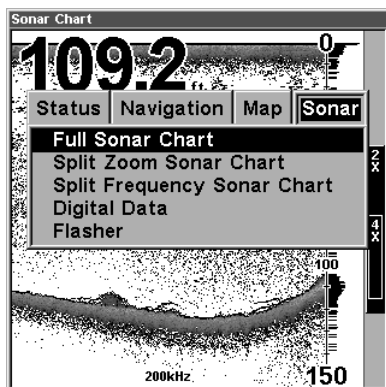 Sonar Chart
109.2 ft
0
Status Navigation Map Sonar
Full Sonar Chart
Split Zoom Sonar Chart
Split Frequency Sonar Chart
Digital Data
Flasher
2X
4X
100
200kHz
150